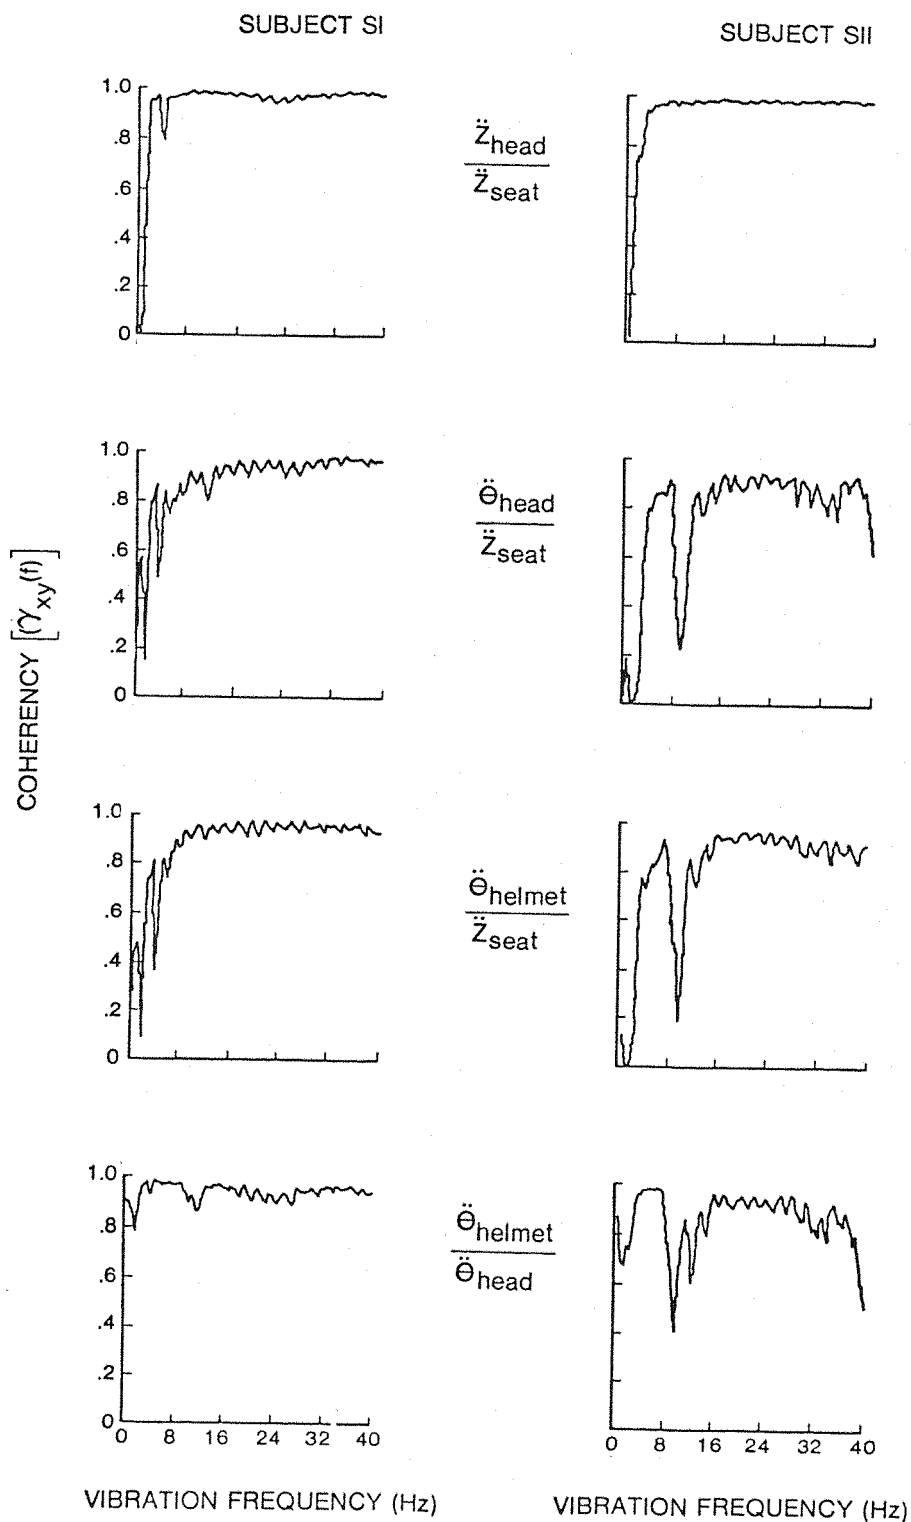 SUBJECT SI
SUBJECT SII
1.0
.8
.6
.4
.2
0
Z̈head
Z̈seat
1.0
.8
.6
.4
.2
0
Θ̈head
Z̈seat
COHERENCY [(γxy(f)]
1.0
.8
.6
.4
.2
0
Θ̈helmet
Z̈seat
1.0
.8
.6
.4
.2
0
Θ̈helmet
Θ̈head
0 8 16 24 32 40
0 8 16 24 32 40
VIBRATION FREQUENCY (Hz)
VIBRATION FREQUENCY (Hz)